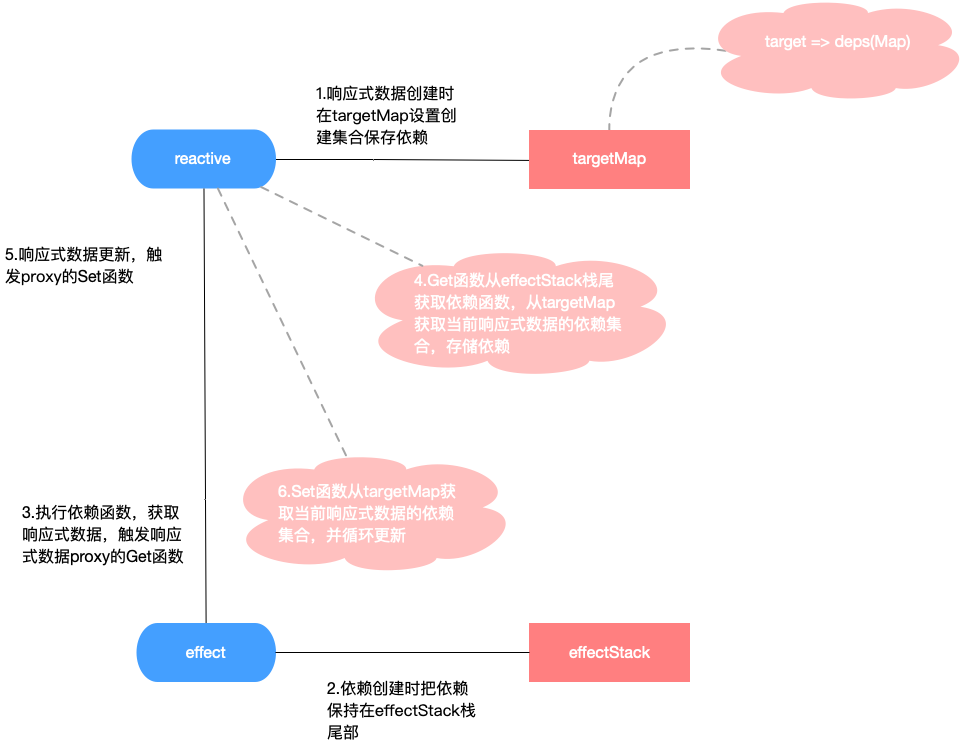 target => deps(Map)
1.响应式数据创建时
在targetMap设置创
建集合保存依赖
reactive
targetMap
5.响应式数据更新，触
发proxy的Set函数
4.Get函数从effectStack栈尾
获取依赖函数，从targetMap
获取当前响应式数据的依赖集
合，存储依赖
6.Set函数从targetMap获
取当前响应式数据的依赖
集合，并循环更新
3.执行依赖函数，获取
响应式数据，触发响应
式数据proxy的Get函数
effect
effectStack
2.依赖创建时把依赖
保持在effectStack栈
尾部